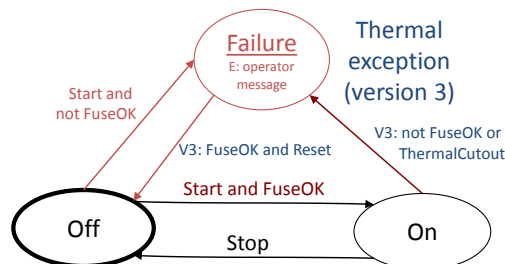 Failure
E: operator
message
Thermal
exception
(version 3)
Start and
not FuseOK
V3: FuseOK and Reset
V3: not FuseOK or
ThermalCutout
Start and FuseOK
Off
Stop
On